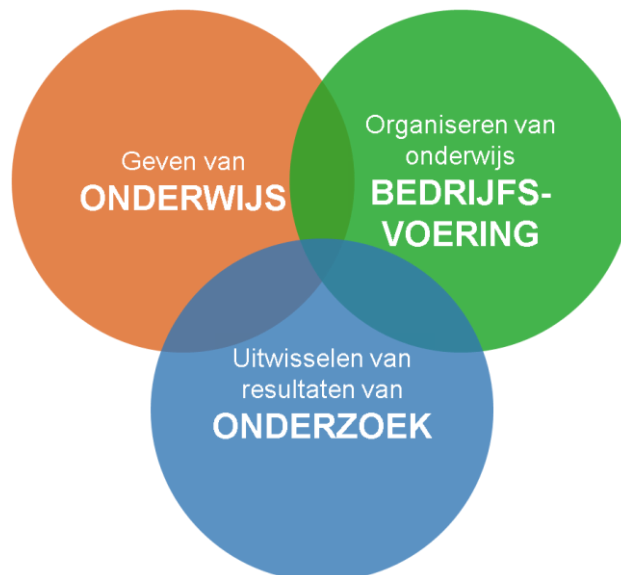 Geven van
ONDERWIJS
Organiseren van
onderwijs
BEDRIJFS-
VOERING
Uitwisselen van
resultaten van
ONDERZOEK